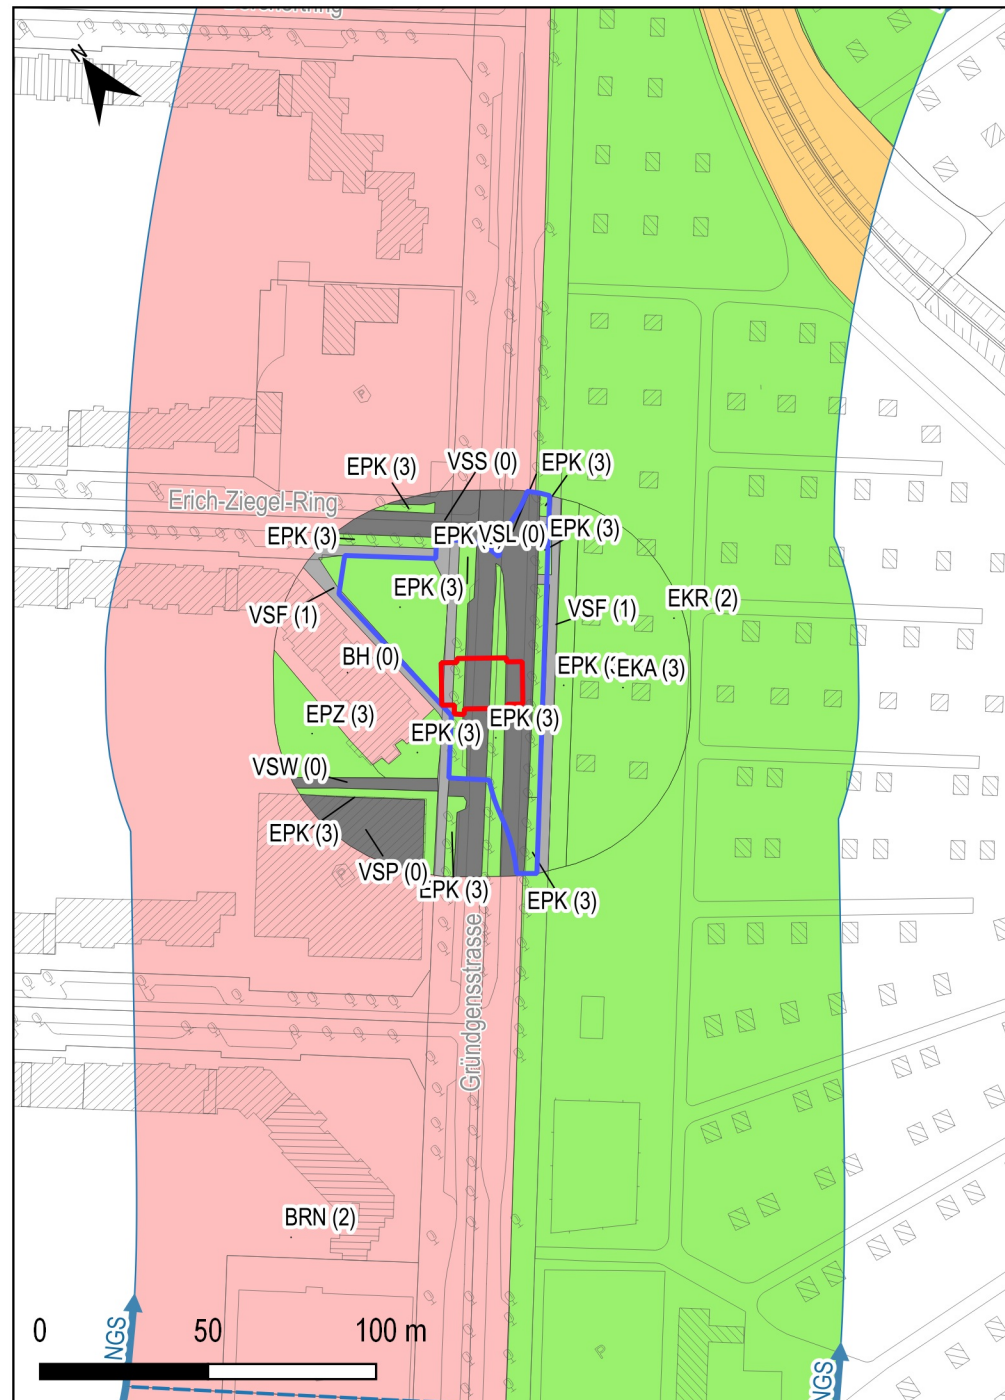 N
Erich-Ziegel-Ring
EPK (3)
VSS (0)
EPK (3)
EPK (3)
EPK
VSL (0)
EPK (3)
EPK (3)
VSF (1)
VSF (1)
EKR (2)
BH (0)
EPK (3
EKA (3)
EPZ (3)
EPK (3)
EPK (3)
VSW (0)
EPK (3)
VSP (0)
EPK (3)
EPK (3)
P
P
Gründgensstrasse
BRN (2)
P
0 50 100 m
NGS
NGS